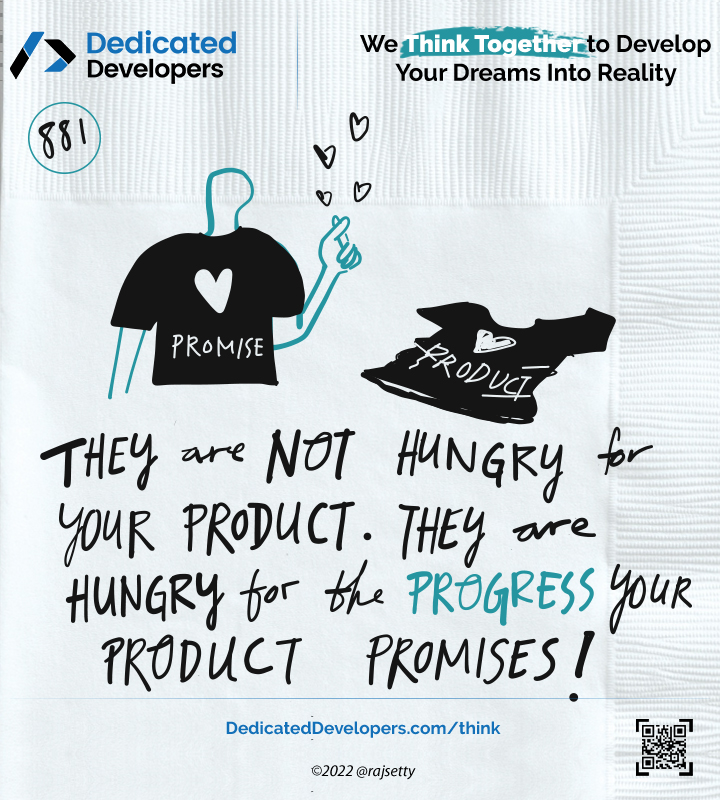 Dedicated
Developers
We Think Together to Develop
Your Dreams Into Reality
881
PROMISE
PRODUCT
THEY are NOT HUNGRY for
YOUR PRODUCT. THEY are
HUNGRY for the PROGRESS YOUR
PRODUCT PROMISES!
DedicatedDevelopers.com/think
©2022 @rajsetty